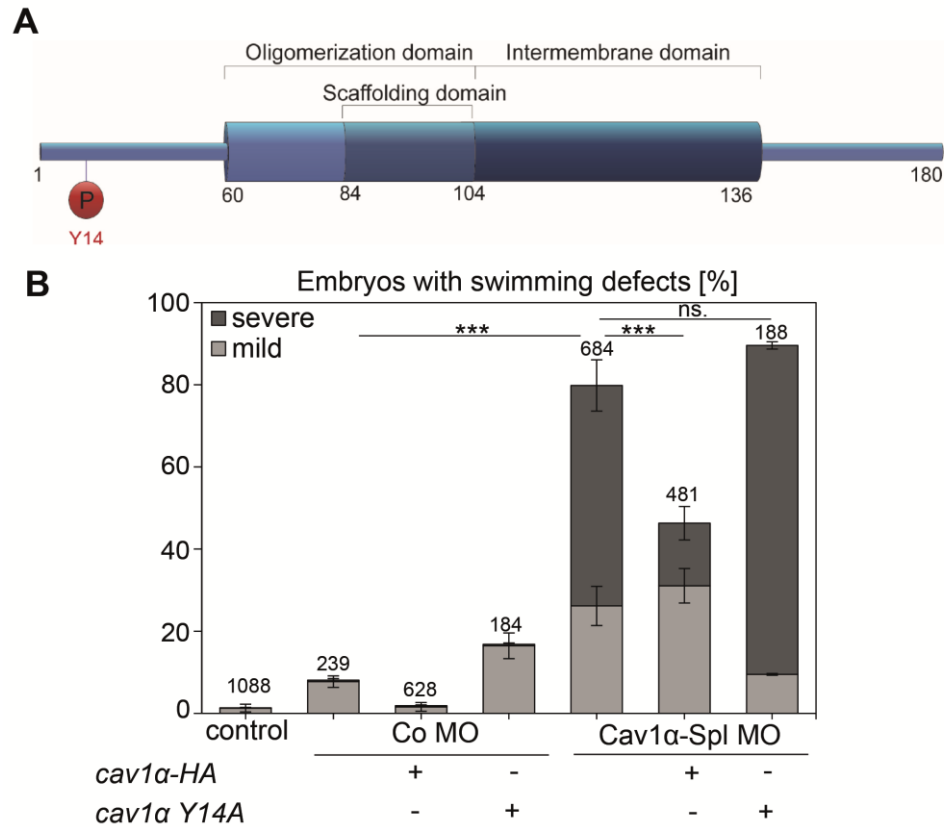 A
Oligomerization domain Intermembrane domain
Scaffolding domain
1 60 84 104 136 180
P
Y14
B
Embryos with swimming defects [%]
100
80
60
40
20
0
severe
mild
*** *** ns.
1088 239 628 184 684 481 188
control Co MO Cav1α-Spl MO
cav1α-HA + - + -
cav1α Y14A - + - +